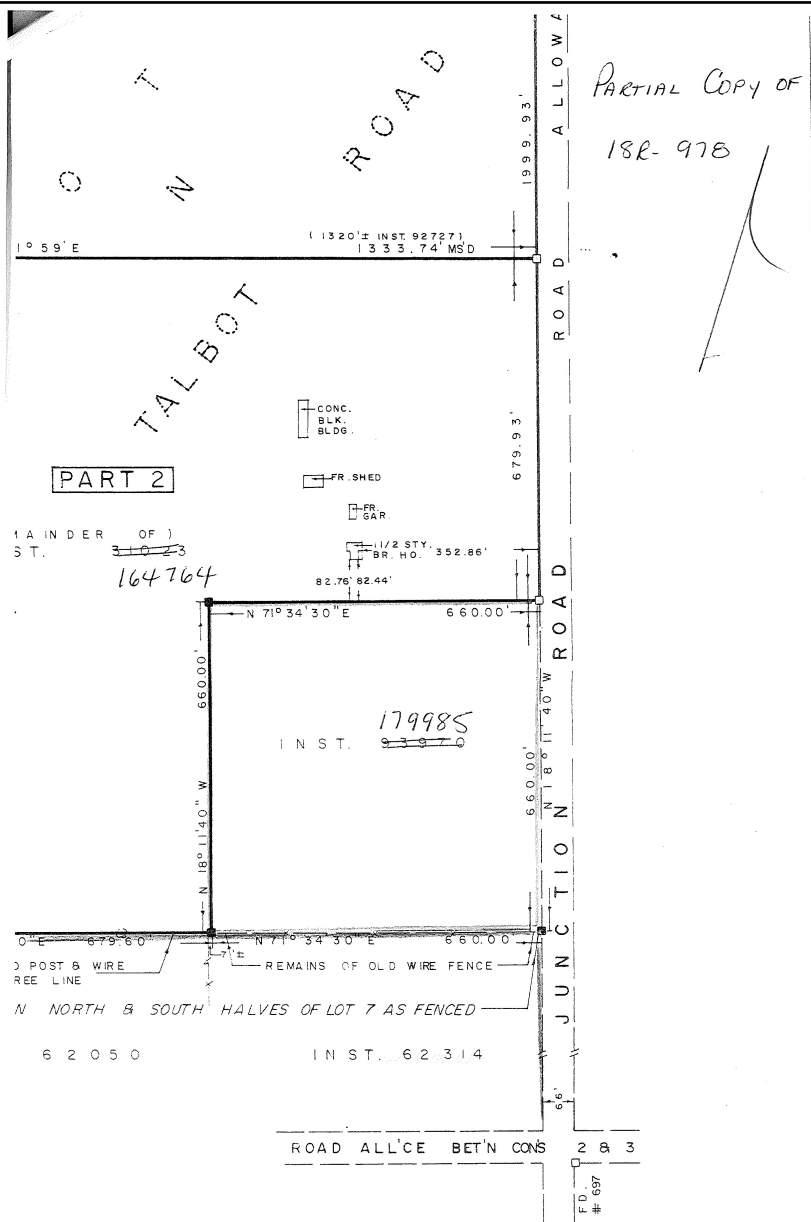 PARTIAL COPY OF
18R-978
ROAD ALLOWA
O T
N
ROAD
1999.93'
(1320'± INST. 92727)
1°59'E 1333.74' MS'D
TALBOT
679.93'
CONC.
BLK.
BLDG.
PART 2
FR. SHED
FR.
GAR.
AINDER OF )
ST. 31023
164764
1 1/2 STY.
BR. HO. 352.86'
82.76' 82.44'
N 71° 34' 30" E 660.00'
660.00'
N 18° 11' 40" W
179985
INST. 93970
660.00'
N 18° 11' 40" W
JUNCTION ROAD
0"E 679.60' N 71° 34' 30" E 660.00'
7'±
POST & WIRE
REE LINE
REMAINS OF OLD WIRE FENCE
N NORTH & SOUTH HALVES OF LOT 7 AS FENCED
62050 INST. 62314
66'
ROAD ALL'CE BET'N CON'S 2 & 3
FD.
# 697